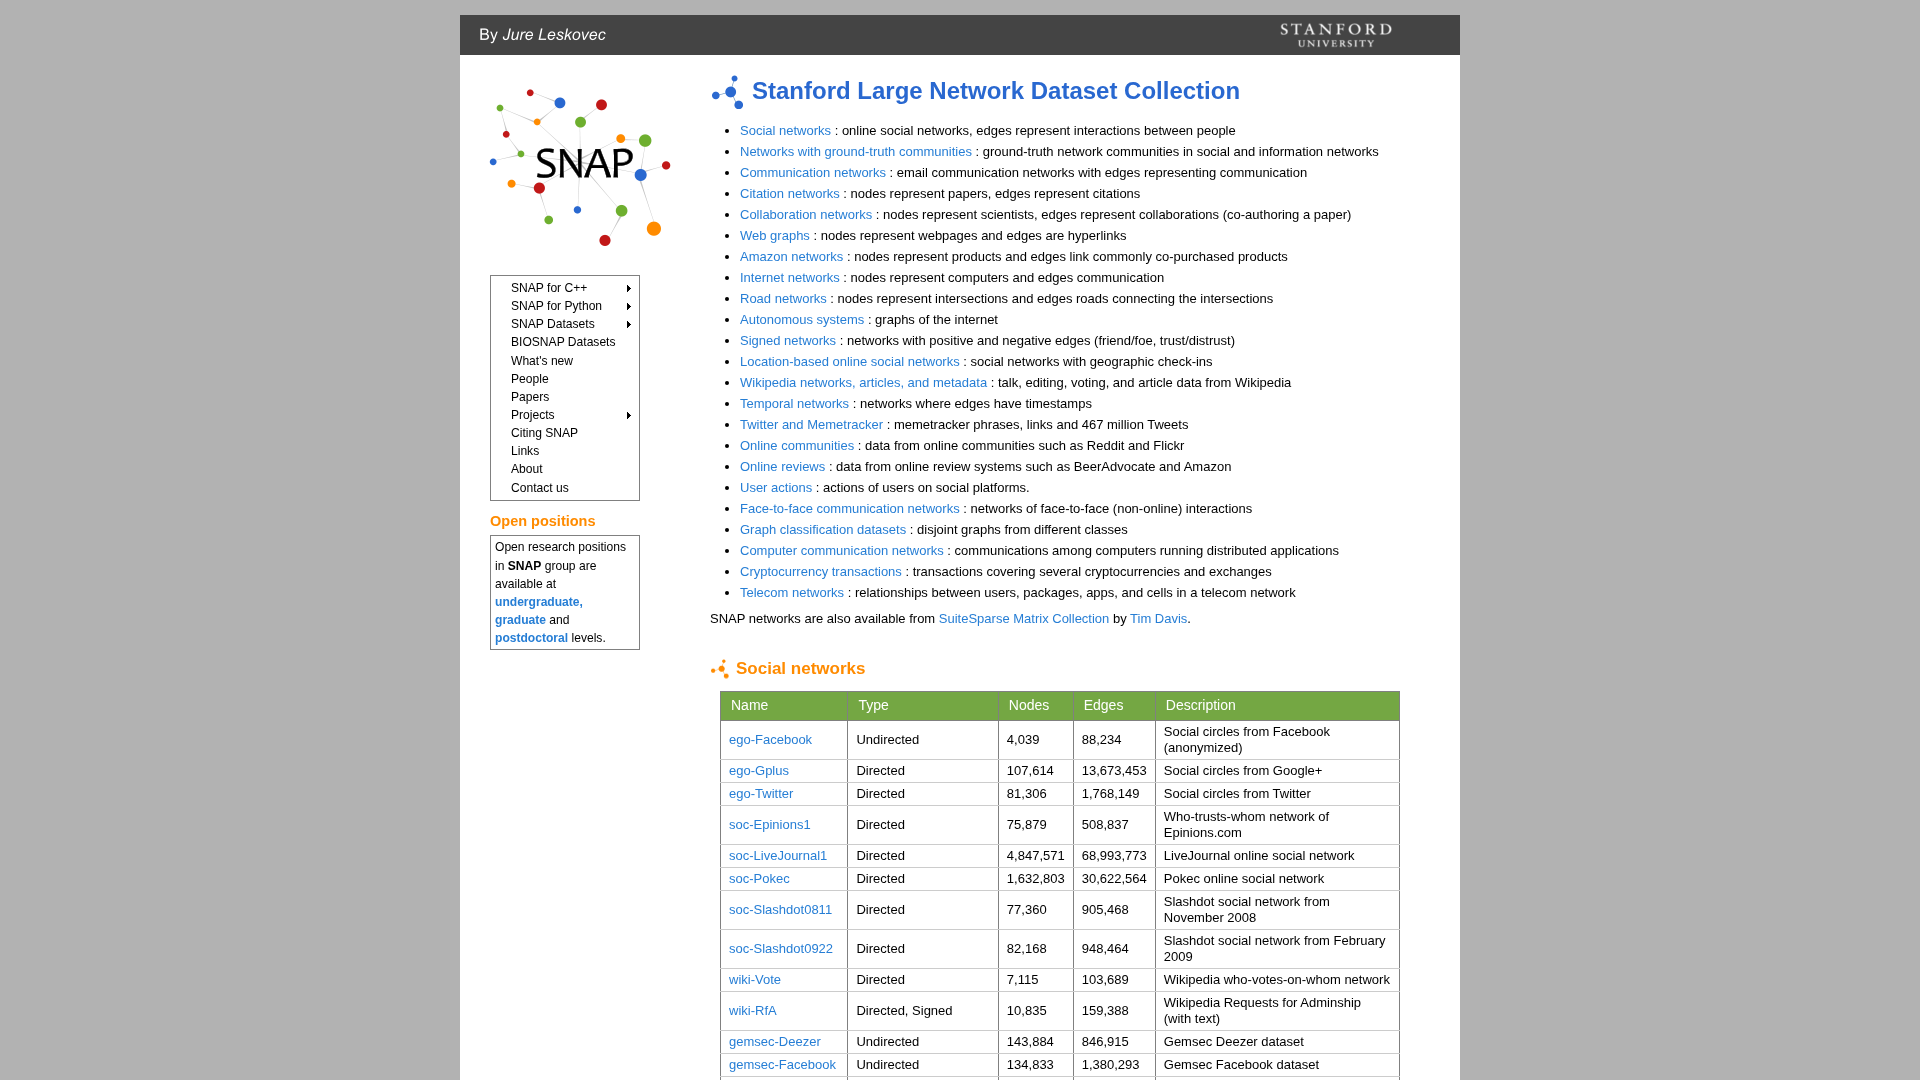 By Jure Leskovec
STANFORD
UNIVERSITY
SNAP
SNAP for C++
SNAP for Python
SNAP Datasets
BIOSNAP Datasets
What's new
People
Papers
Projects
Citing SNAP
Links
About
Contact us
Open positions
Open research positions
in SNAP group are
available at
undergraduate,
graduate and
postdoctoral levels.
Stanford Large Network Dataset Collection
• Social networks : online social networks, edges represent interactions between people
• Networks with ground-truth communities : ground-truth network communities in social and information networks
• Communication networks : email communication networks with edges representing communication
• Citation networks : nodes represent papers, edges represent citations
• Collaboration networks : nodes represent scientists, edges represent collaborations (co-authoring a paper)
• Web graphs : nodes represent webpages and edges are hyperlinks
• Amazon networks : nodes represent products and edges link commonly co-purchased products
• Internet networks : nodes represent computers and edges communication
• Road networks : nodes represent intersections and edges roads connecting the intersections
• Autonomous systems : graphs of the internet
• Signed networks : networks with positive and negative edges (friend/foe, trust/distrust)
• Location-based online social networks : social networks with geographic check-ins
• Wikipedia networks, articles, and metadata : talk, editing, voting, and article data from Wikipedia
• Temporal networks : networks where edges have timestamps
• Twitter and Memetracker : memetracker phrases, links and 467 million Tweets
• Online communities : data from online communities such as Reddit and Flickr
• Online reviews : data from online review systems such as BeerAdvocate and Amazon
• User actions : actions of users on social platforms.
• Face-to-face communication networks : networks of face-to-face (non-online) interactions
• Graph classification datasets : disjoint graphs from different classes
• Computer communication networks : communications among computers running distributed applications
• Cryptocurrency transactions : transactions covering several cryptocurrencies and exchanges
• Telecom networks : relationships between users, packages, apps, and cells in a telecom network
SNAP networks are also available from SuiteSparse Matrix Collection by Tim Davis.
Social networks
Name Type Nodes Edges Description
ego-Facebook Undirected 4,039 88,234 Social circles from Facebook
(anonymized)
ego-Gplus Directed 107,614 13,673,453 Social circles from Google+
ego-Twitter Directed 81,306 1,768,149 Social circles from Twitter
soc-Epinions1 Directed 75,879 508,837 Who-trusts-whom network of
Epinions.com
soc-LiveJournal1 Directed 4,847,571 68,993,773 LiveJournal online social network
soc-Pokec Directed 1,632,803 30,622,564 Pokec online social network
soc-Slashdot0811 Directed 77,360 905,468 Slashdot social network from
November 2008
soc-Slashdot0922 Directed 82,168 948,464 Slashdot social network from February
2009
wiki-Vote Directed 7,115 103,689 Wikipedia who-votes-on-whom network
wiki-RfA Directed, Signed 10,835 159,388 Wikipedia Requests for Adminship
(with text)
gemsec-Deezer Undirected 143,884 846,915 Gemsec Deezer dataset
gemsec-Facebook Undirected 134,833 1,380,293 Gemsec Facebook dataset